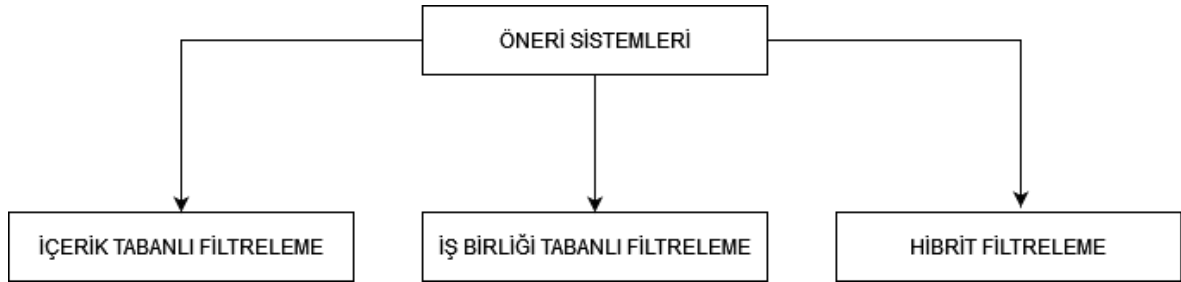 ÖNERİ SİSTEMLERİ
İÇERİK TABANLI FİLTRELEME
İŞ BİRLİĞİ TABANLI FİLTRELEME
HİBRİT FİLTRELEME